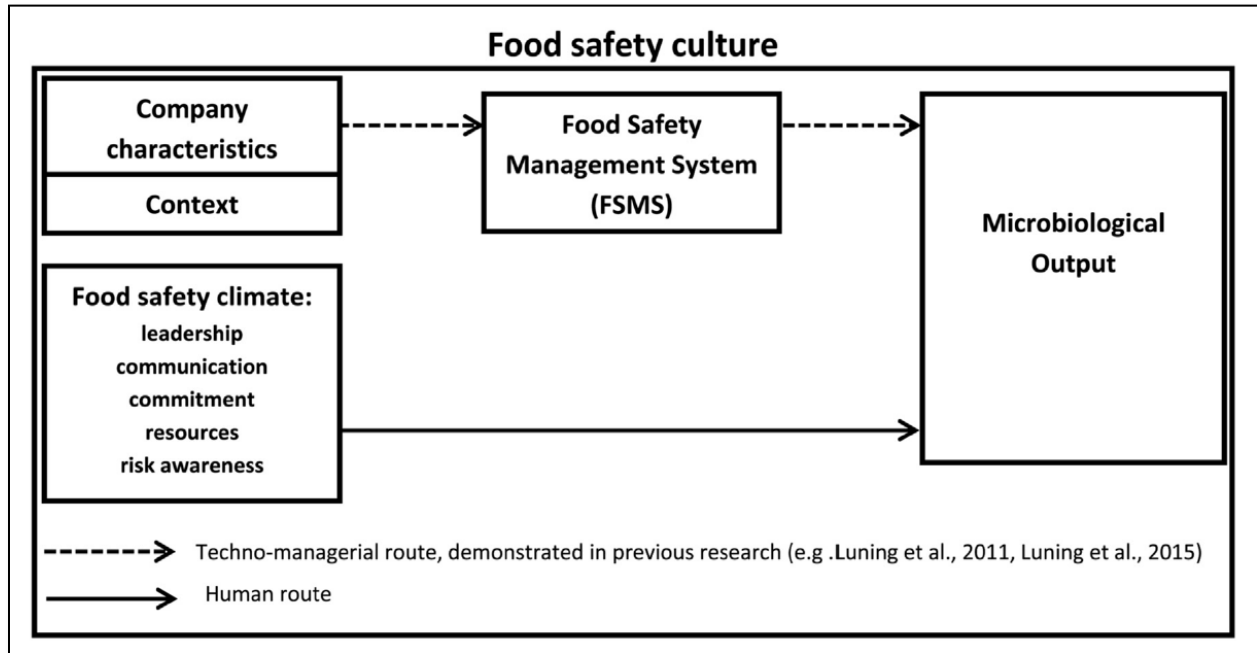 Food safety culture
Company
characteristics
Context
Food Safety
Management System
(FSMS)
Microbiological
Output
Food safety climate:
leadership
communication
commitment
resources
risk awareness
Techno-managerial route, demonstrated in previous research (e.g .Luning et al., 2011, Luning et al., 2015)
Human route